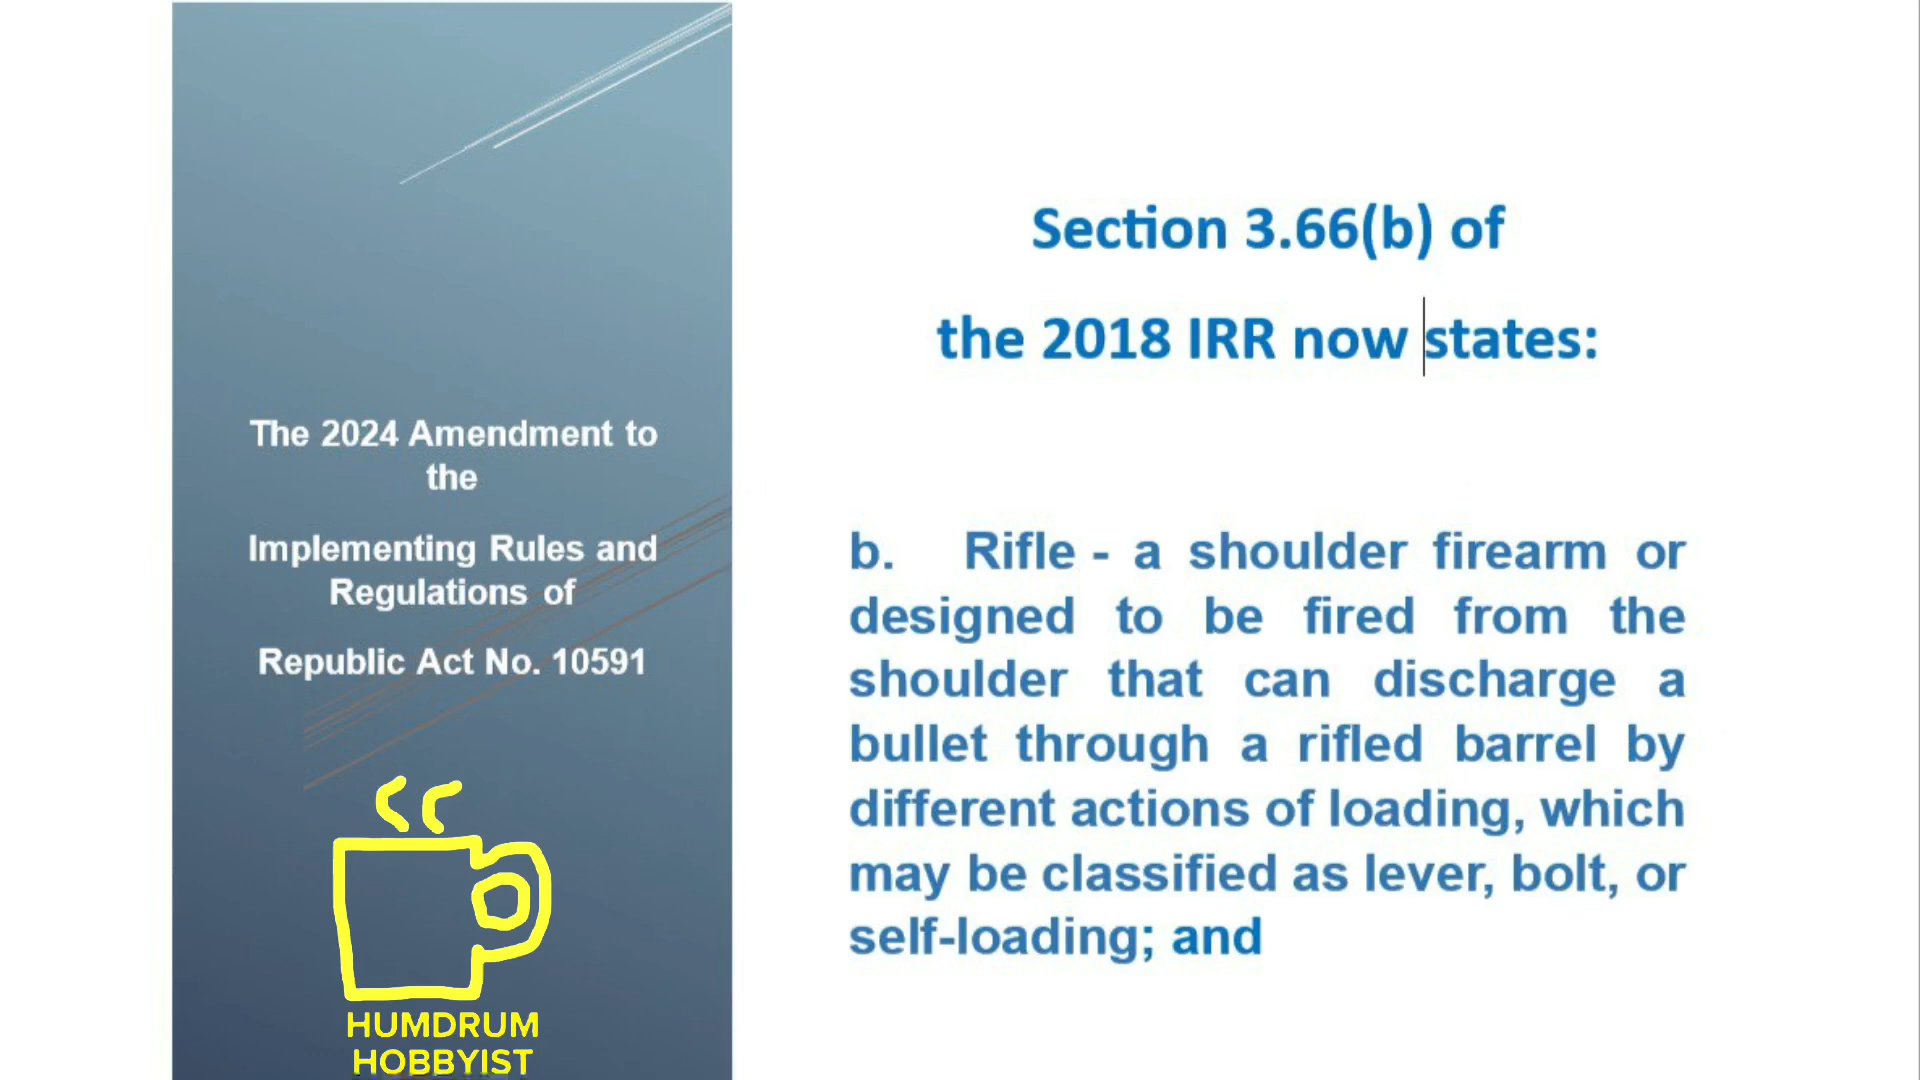 The 2024 Amendment to
the
Implementing Rules and
Regulations of
Republic Act No. 10591
HUMDRUM
HOBBYIST
Section 3.66(b) of
the 2018 IRR now states:
b. Rifle - a shoulder firearm or
designed to be fired from the
shoulder that can discharge a
bullet through a rifled barrel by
different actions of loading, which
may be classified as lever, bolt, or
self-loading; and